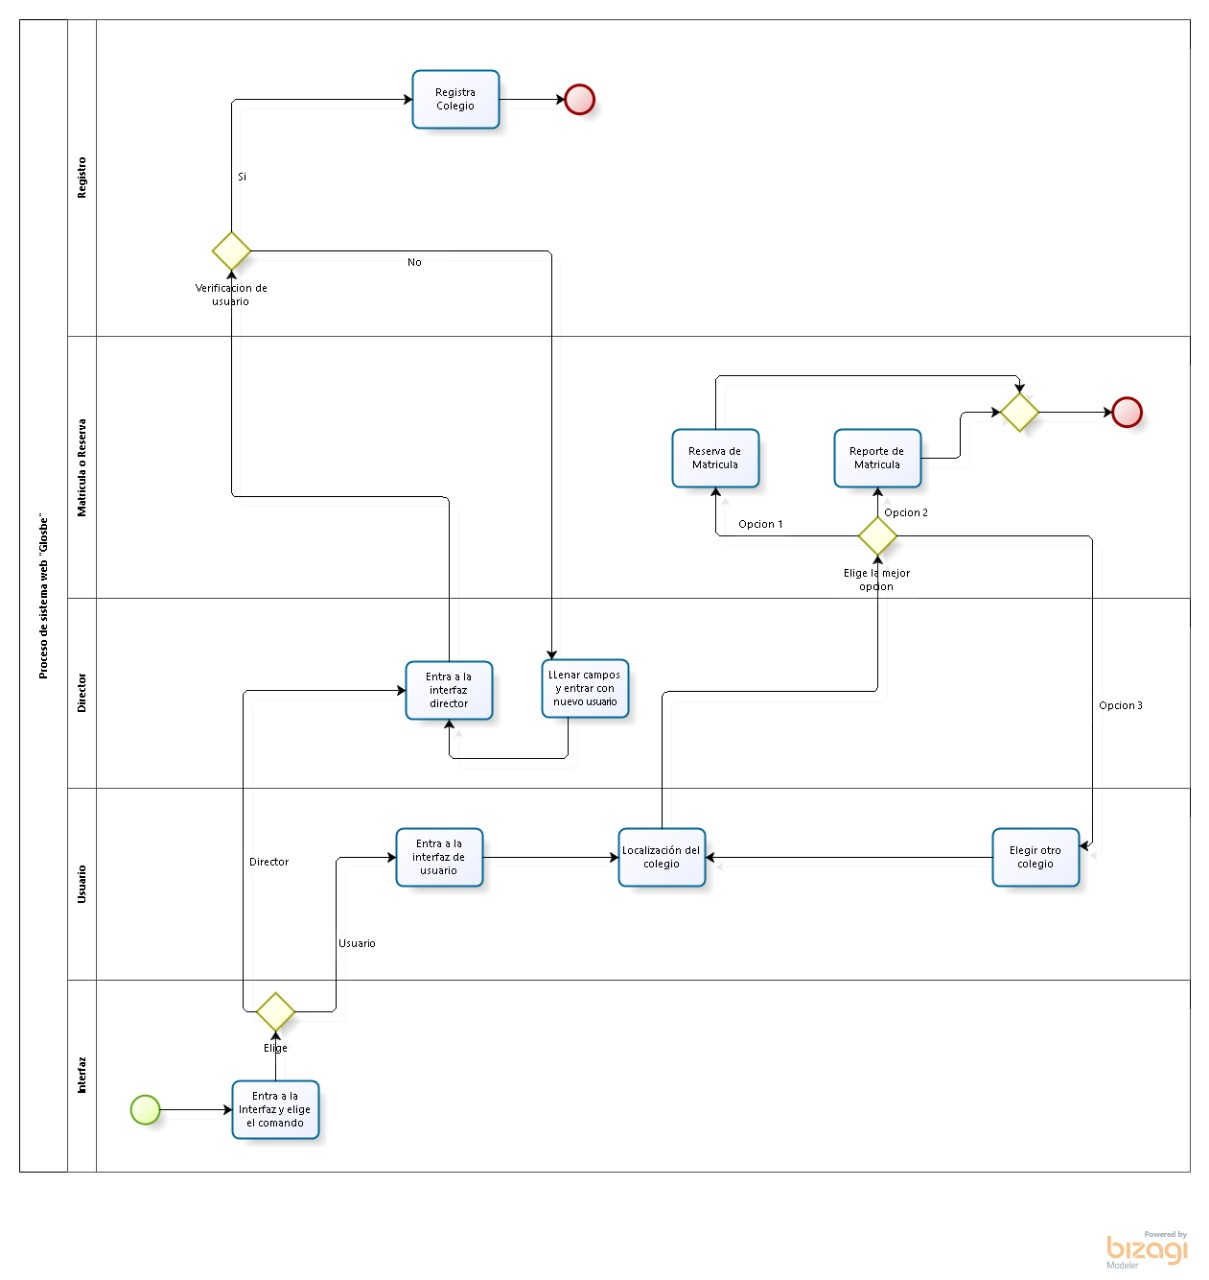 Proceso de sistema web "Glosbe"
Registro
Registra
Colegio
Si
No
Verificacion de
usuario
Matricula o Reserva
Reserva de
Matricula
Reporte de
Matricula
Opcion 1
Opcion 2
Elige la mejor
opcion
Director
Entra a la
interfaz
director
LLenar campos
y entrar con
nuevo usuario
Opcion 3
Usuario
Entra a la
interfaz de
usuario
Localización del
colegio
Elegir otro
colegio
Director
Usuario
Interfaz
Elige
Entra a la
Interfaz y elige
el comando
Powered by
bizagi
Modeler